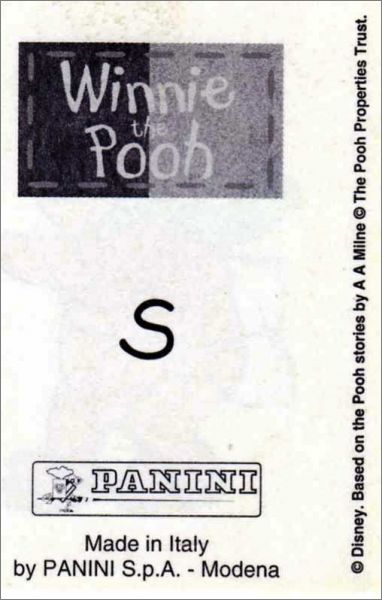 Winnie
the
Pooh
S
PANINI
Made in Italy
by PANINI S.p.A. - Modena
© Disney. Based on the Pooh stories by A A Milne © The Pooh Properties Trust.